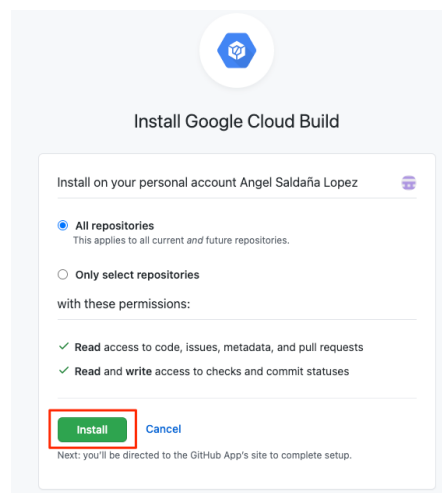 Install Google Cloud Build
Install on your personal account Angel Saldaña Lopez
All repositories
This applies to all current and future repositories.
Only select repositories
with these permissions:
Read access to code, issues, metadata, and pull requests
Read and write access to checks and commit statuses
Install Cancel
Next: you'll be directed to the GitHub App's site to complete setup.